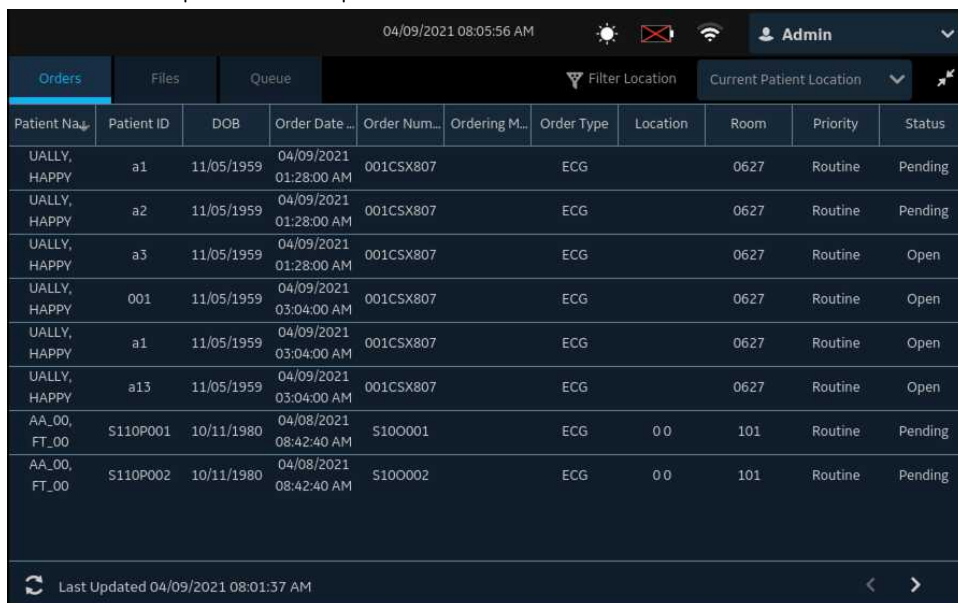 04/09/2021 08:05:56 AM Admin
Orders Files Queue Filter Location Current Patient Location
Patient Na Patient ID DOB Order Date ... Order Num... Ordering M... Order Type Location Room Priority Status
UALLY, HAPPY a1 11/05/1959 04/09/2021 01:28:00 AM 001CSX807 ECG 0627 Routine Pending
UALLY, HAPPY a2 11/05/1959 04/09/2021 01:28:00 AM 001CSX807 ECG 0627 Routine Pending
UALLY, HAPPY a3 11/05/1959 04/09/2021 01:28:00 AM 001CSX807 ECG 0627 Routine Open
UALLY, HAPPY 001 11/05/1959 04/09/2021 03:04:00 AM 001CSX807 ECG 0627 Routine Open
UALLY, HAPPY a1 11/05/1959 04/09/2021 03:04:00 AM 001CSX807 ECG 0627 Routine Open
UALLY, HAPPY a13 11/05/1959 04/09/2021 03:04:00 AM 001CSX807 ECG 0627 Routine Open
AA_00, FT_00 S110P001 10/11/1980 04/08/2021 08:42:40 AM S10O001 ECG 0 0 101 Routine Pending
AA_00, FT_00 S110P002 10/11/1980 04/08/2021 08:42:40 AM S10O002 ECG 0 0 101 Routine Pending
Last Updated 04/09/2021 08:01:37 AM